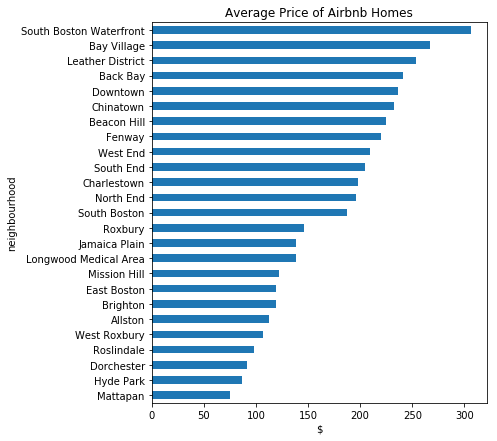 Average Price of Airbnb Homes
South Boston Waterfront
Bay Village
Leather District
Back Bay
Downtown
Chinatown
Beacon Hill
Fenway
West End
South End
Charlestown
North End
South Boston
Roxbury
Jamaica Plain
Longwood Medical Area
Mission Hill
East Boston
Brighton
Allston
West Roxbury
Roslindale
Dorchester
Hyde Park
Mattapan
neighbourhood
0 50 100 150 200 250 300
$